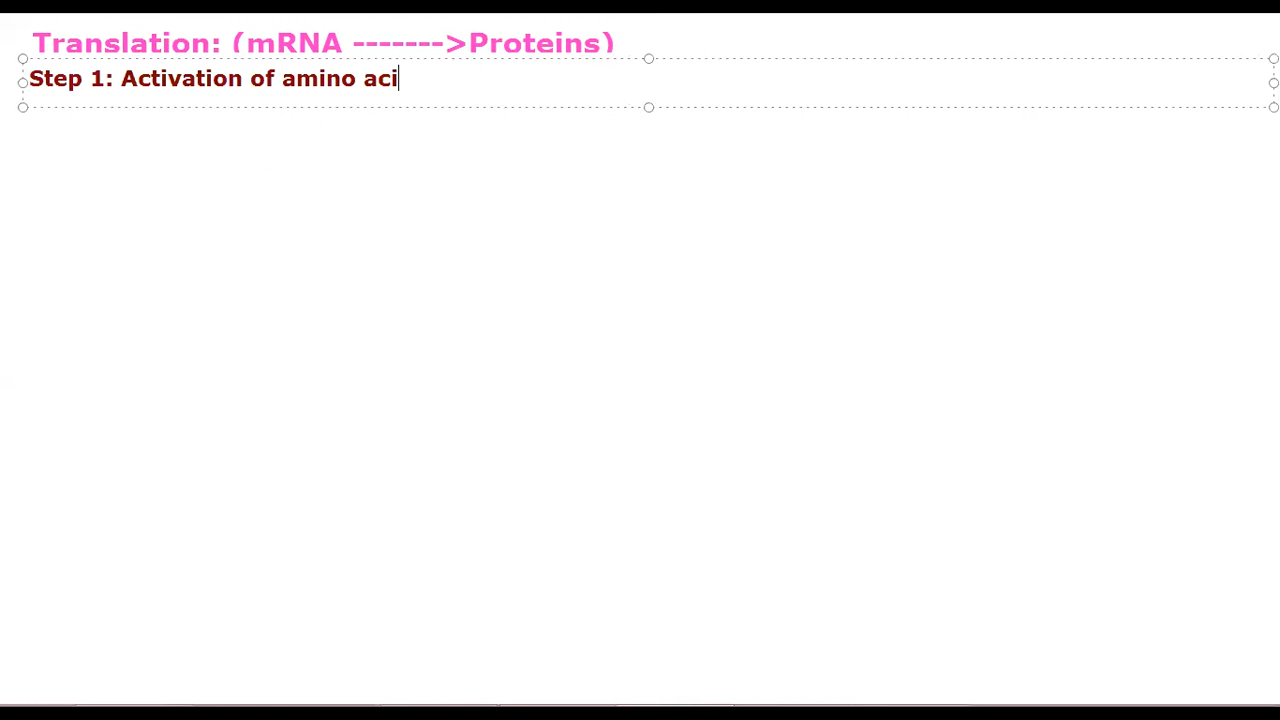 Translation: (mRNA ------->Proteins)
Step 1: Activation of amino aci